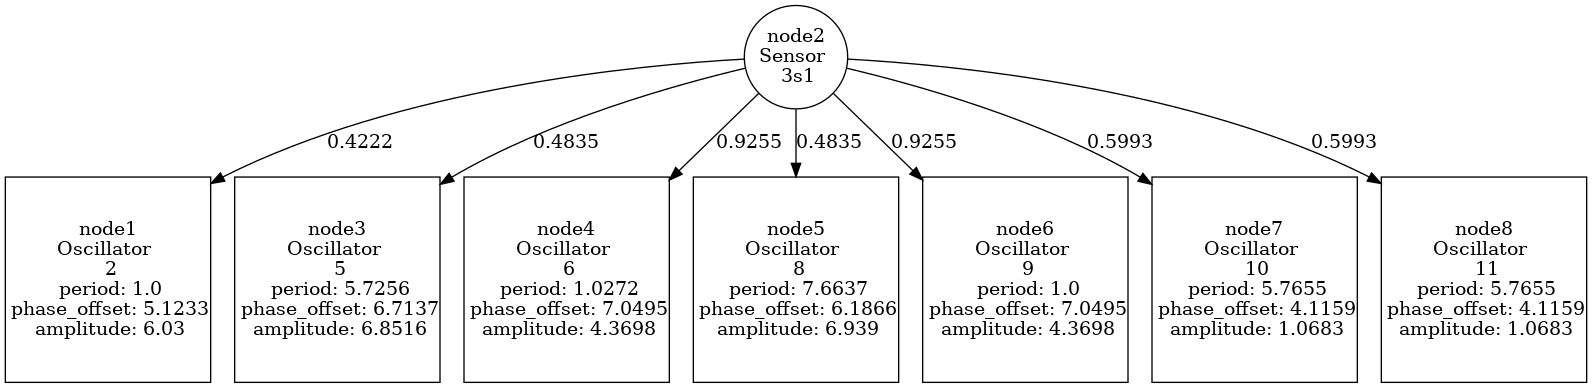 node2
Sensor
3s1
0.4222
0.4835
0.9255
0.4835
0.9255
0.5993
0.5993
node1
Oscillator
2
period: 1.0
phase_offset: 5.1233
amplitude: 6.03
node3
Oscillator
5
period: 5.7256
phase_offset: 6.7137
amplitude: 6.8516
node4
Oscillator
6
period: 1.0272
phase_offset: 7.0495
amplitude: 4.3698
node5
Oscillator
8
period: 7.6637
phase_offset: 6.1866
amplitude: 6.939
node6
Oscillator
9
period: 1.0
phase_offset: 7.0495
amplitude: 4.3698
node7
Oscillator
10
period: 5.7655
phase_offset: 4.1159
amplitude: 1.0683
node8
Oscillator
11
period: 5.7655
phase_offset: 4.1159
amplitude: 1.0683